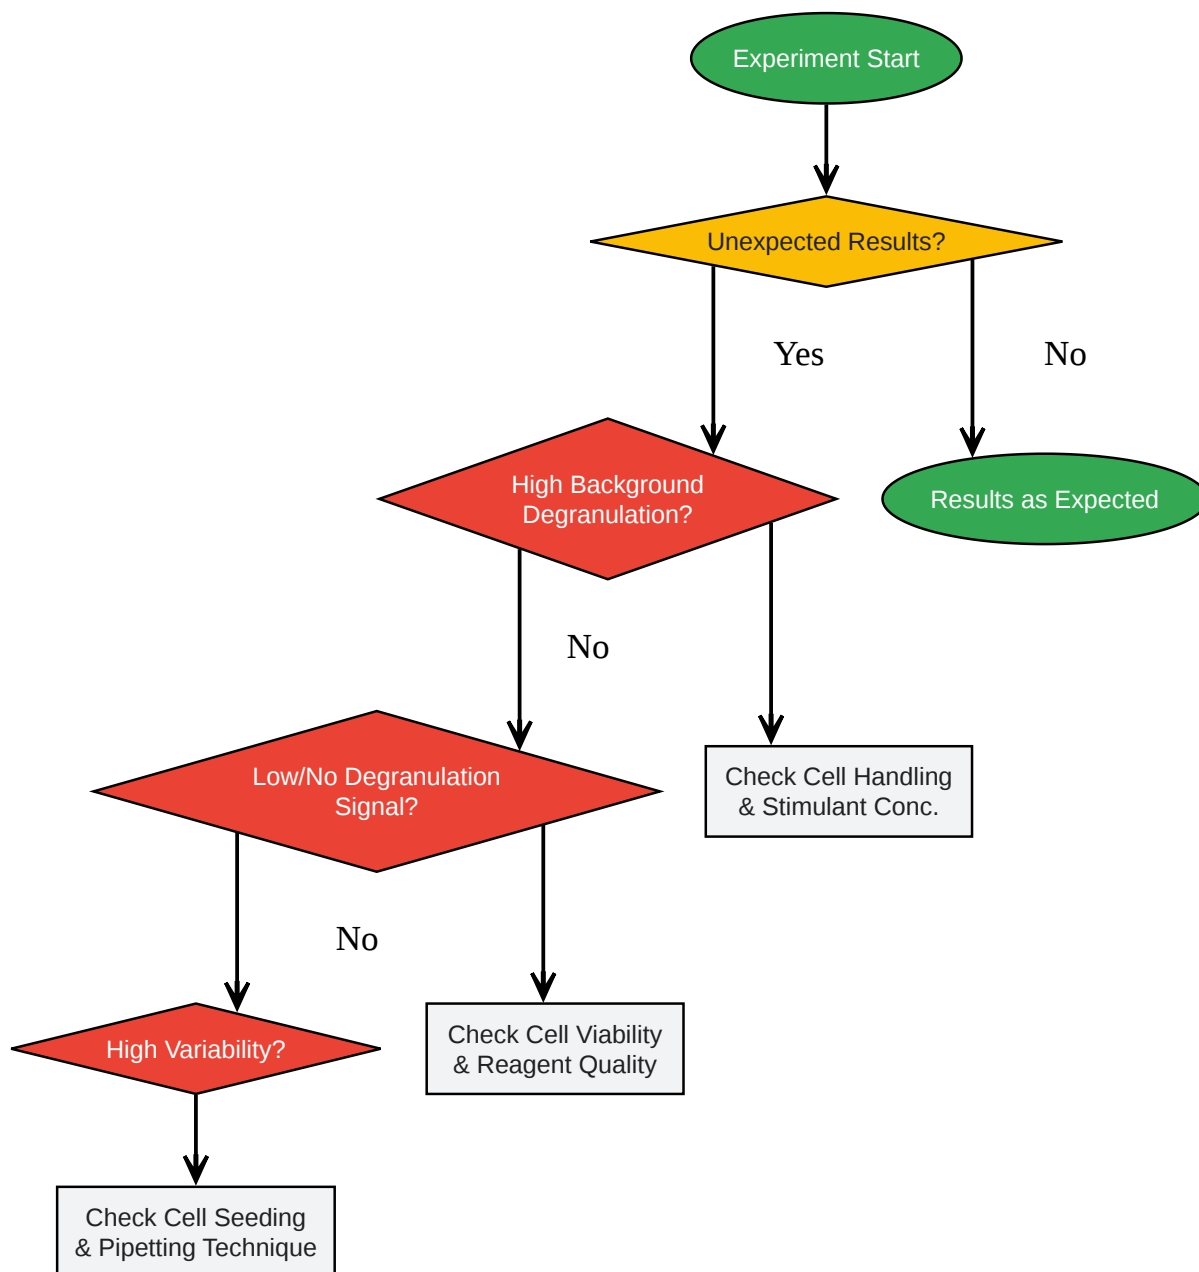 Experiment Start
Unexpected Results?
Yes
No
High Background
Degranulation?
Results as Expected
No
Low/No Degranulation
Signal?
Check Cell Handling
& Stimulant Conc.
No
High Variability?
Check Cell Viability
& Reagent Quality
Check Cell Seeding
& Pipetting Technique